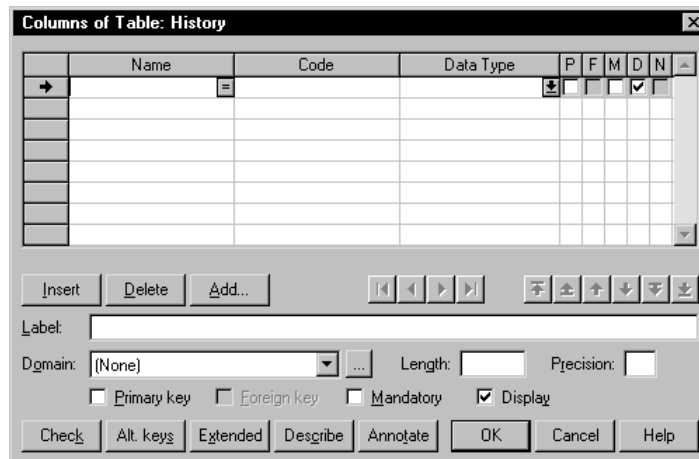 Columns of Table: History
Name Code Data Type P F M D N
=
Insert Delete Add...
Label:
Domain: (None) ... Length: Precision:
Primary key Foreign key Mandatory Display
Check Alt. keys Extended Describe Annotate OK Cancel Help